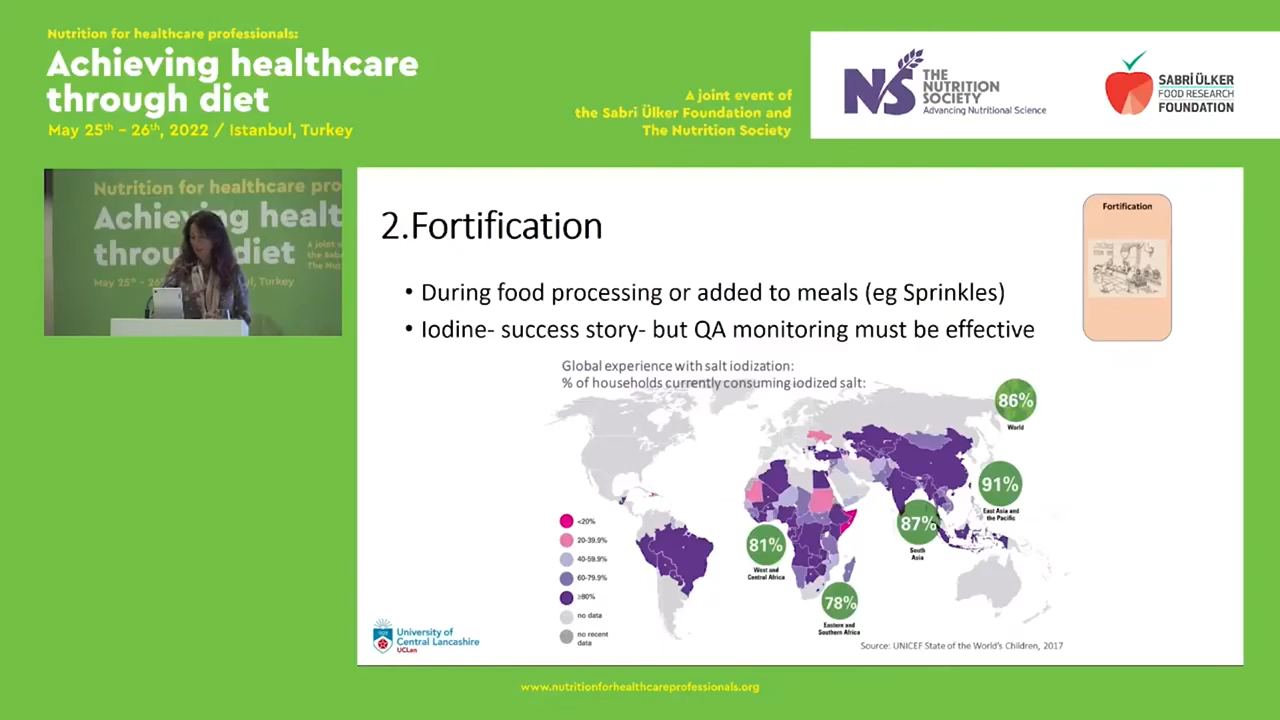 Nutrition for healthcare professionals:
Achieving healthcare
through diet
May 25th - 26th, 2022 / Istanbul, Turkey
A joint event of
the Sabri Ülker Foundation and
The Nutrition Society
NS THE
NUTRITION
SOCIETY
Advancing Nutritional Science
SABRİ ÜLKER
FOOD RESEARCH
FOUNDATION
Nutrition for healthcare pro
Achieving healt
through diet
May 25th
ul, Turkey
2.Fortification
Fortification
• During food processing or added to meals (eg Sprinkles)
• Iodine- success story- but QA monitoring must be effective
Global experience with salt iodization:
% of households currently consuming iodized salt:
86%
World
91%
East Asia and
the Pacific
87%
South
Asia
81%
West and
Central Africa
78%
Eastern and
Southern Africa
<20%
20-39.9%
40-59.9%
60-79.9%
≥80%
no data
no recent
data
University of
Central Lancashire
UCLan
Source: UNICEF State of the World's Children, 2017
www.nutritionforhealthcareprofessionals.org